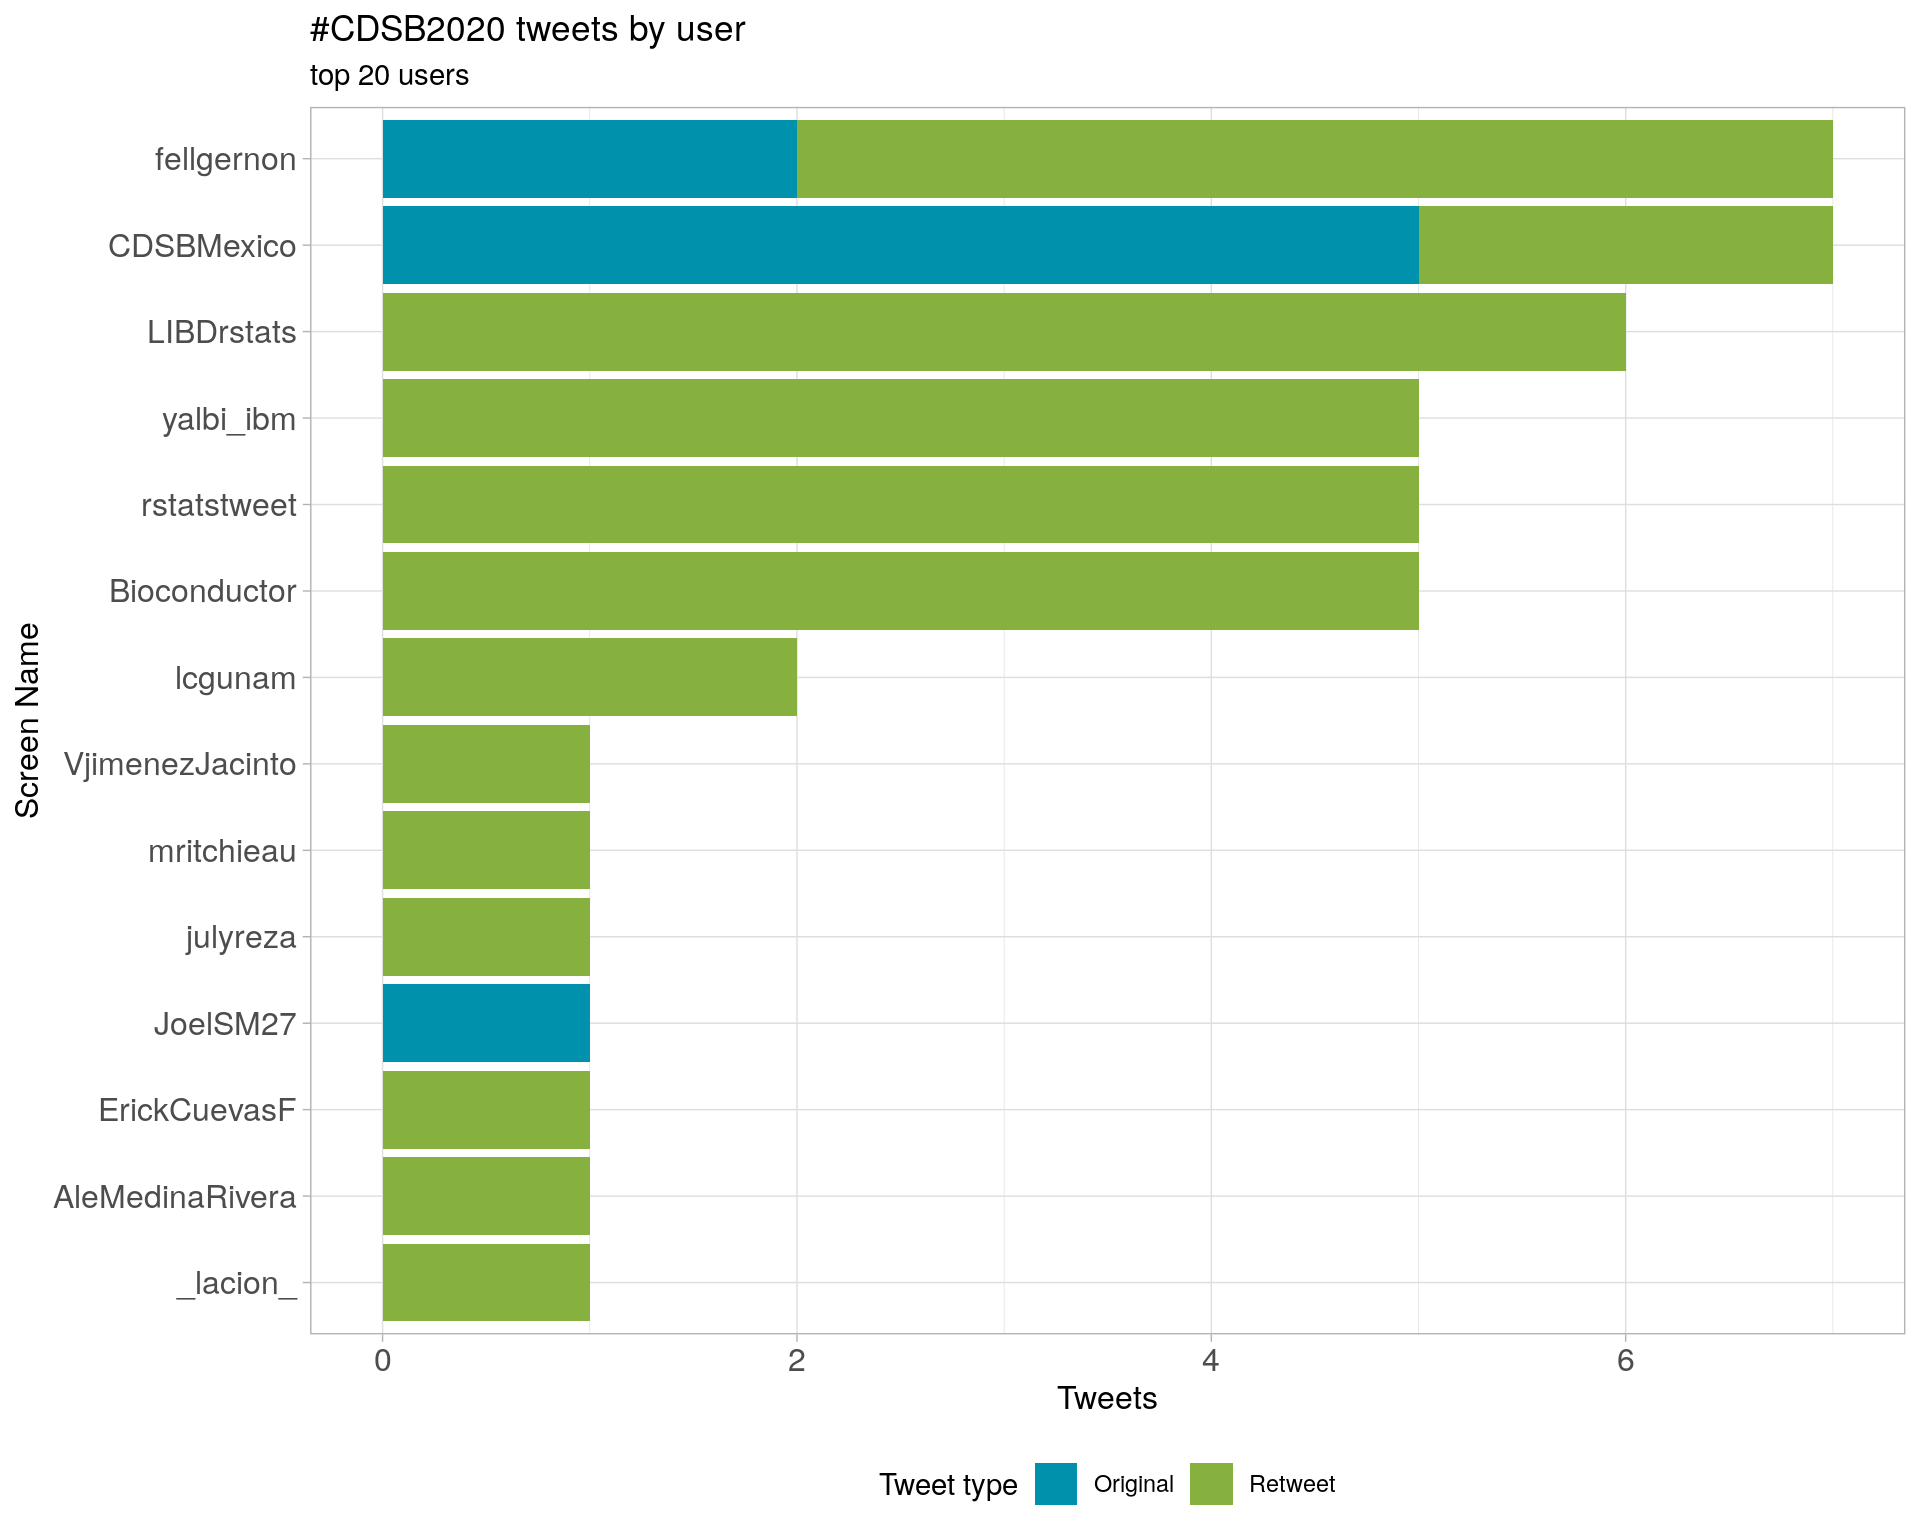 #CDSB2020 tweets by user
top 20 users
Screen Name
fellgernon
CDSBMexico
LIBDrstats
yalbi_ibm
rstatstweet
Bioconductor
lcgunam
VjimenezJacinto
mritchieau
julyreza
JoelSM27
ErickCuevasF
AleMedinaRivera
_lacion_
0 2 4 6
Tweets
Tweet type Original Retweet